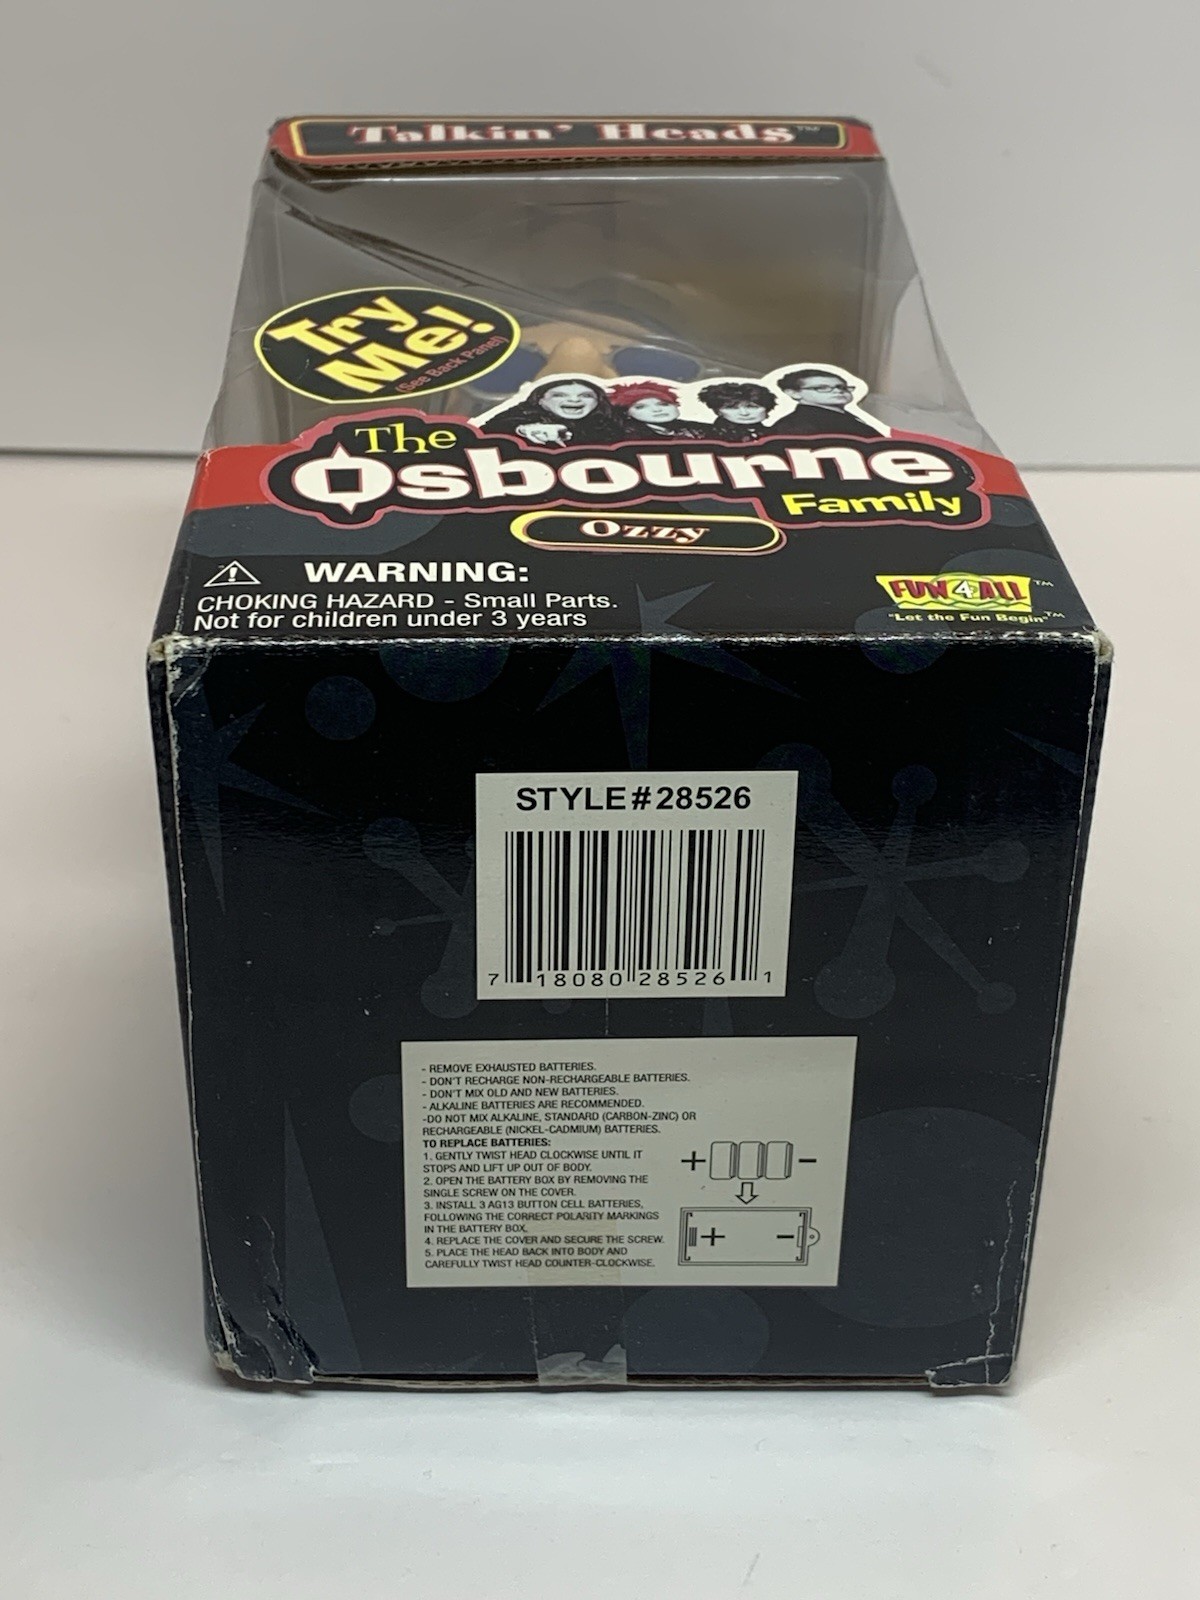 Talkin' Heads™
Try
Me!
(See Back Panel)
The
Osbourne
Family
Ozzy
WARNING:
CHOKING HAZARD - Small Parts.
Not for children under 3 years
FUN 4 ALL™
"Let the Fun Begin"™
STYLE#28526
7 18080 28526 1
- REMOVE EXHAUSTED BATTERIES.
- DON'T RECHARGE NON-RECHARGEABLE BATTERIES.
- DON'T MIX OLD AND NEW BATTERIES.
- ALKALINE BATTERIES ARE RECOMMENDED.
-DO NOT MIX ALKALINE, STANDARD (CARBON-ZINC) OR
RECHARGEABLE (NICKEL-CADMIUM) BATTERIES.
TO REPLACE BATTERIES:
1. GENTLY TWIST HEAD CLOCKWISE UNTIL IT
STOPS AND LIFT UP OUT OF BODY.
2. OPEN THE BATTERY BOX BY REMOVING THE
SINGLE SCREW ON THE COVER.
3. INSTALL 3 AG13 BUTTON CELL BATTERIES,
FOLLOWING THE CORRECT POLARITY MARKINGS
IN THE BATTERY BOX.
4. REPLACE THE COVER AND SECURE THE SCREW.
5. PLACE THE HEAD BACK INTO BODY AND
CAREFULLY TWIST HEAD COUNTER-CLOCKWISE.
+ -
+ -